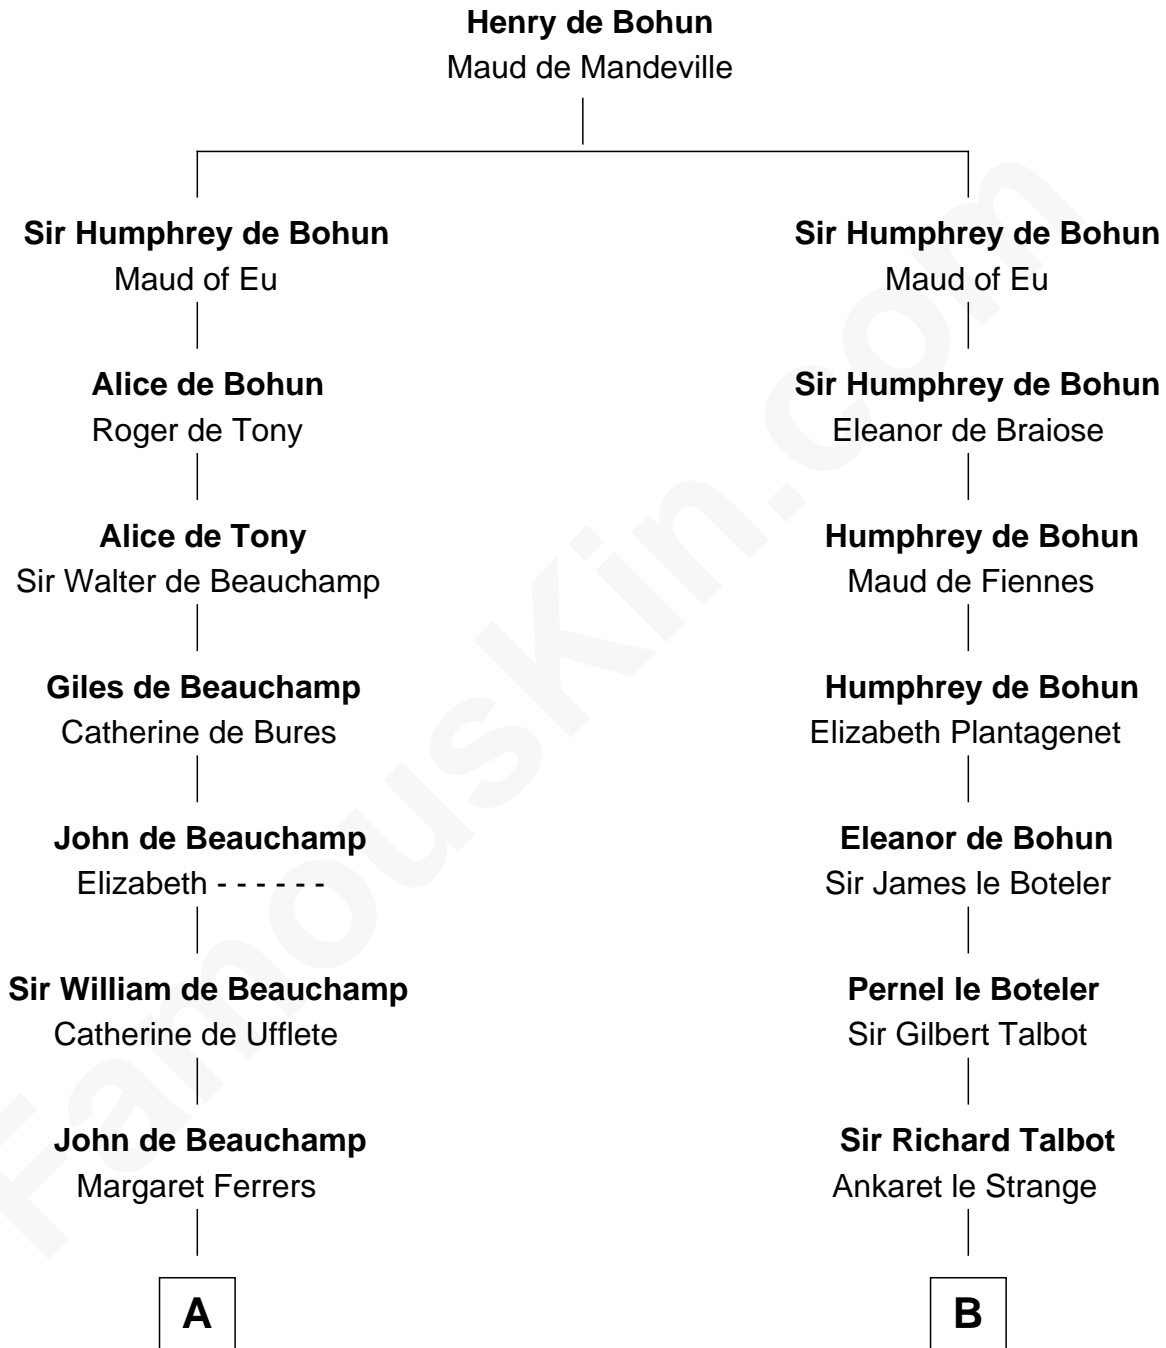 Henry de Bohun
Maud de Mandeville
Sir Humphrey de Bohun
Maud of Eu
Sir Humphrey de Bohun
Maud of Eu
Alice de Bohun
Roger de Tony
Sir Humphrey de Bohun
Eleanor de Braiose
Alice de Tony
Sir Walter de Beauchamp
Humphrey de Bohun
Maud de Fiennes
Giles de Beauchamp
Catherine de Bures
Humphrey de Bohun
Elizabeth Plantagenet
John de Beauchamp
Elizabeth - - - - - -
Eleanor de Bohun
Sir James le Boteler
Sir William de Beauchamp
Catherine de Ufflete
Pernel le Boteler
Sir Gilbert Talbot
John de Beauchamp
Margaret Ferrers
Sir Richard Talbot
Ankaret le Strange
A
B
FamousKin.com